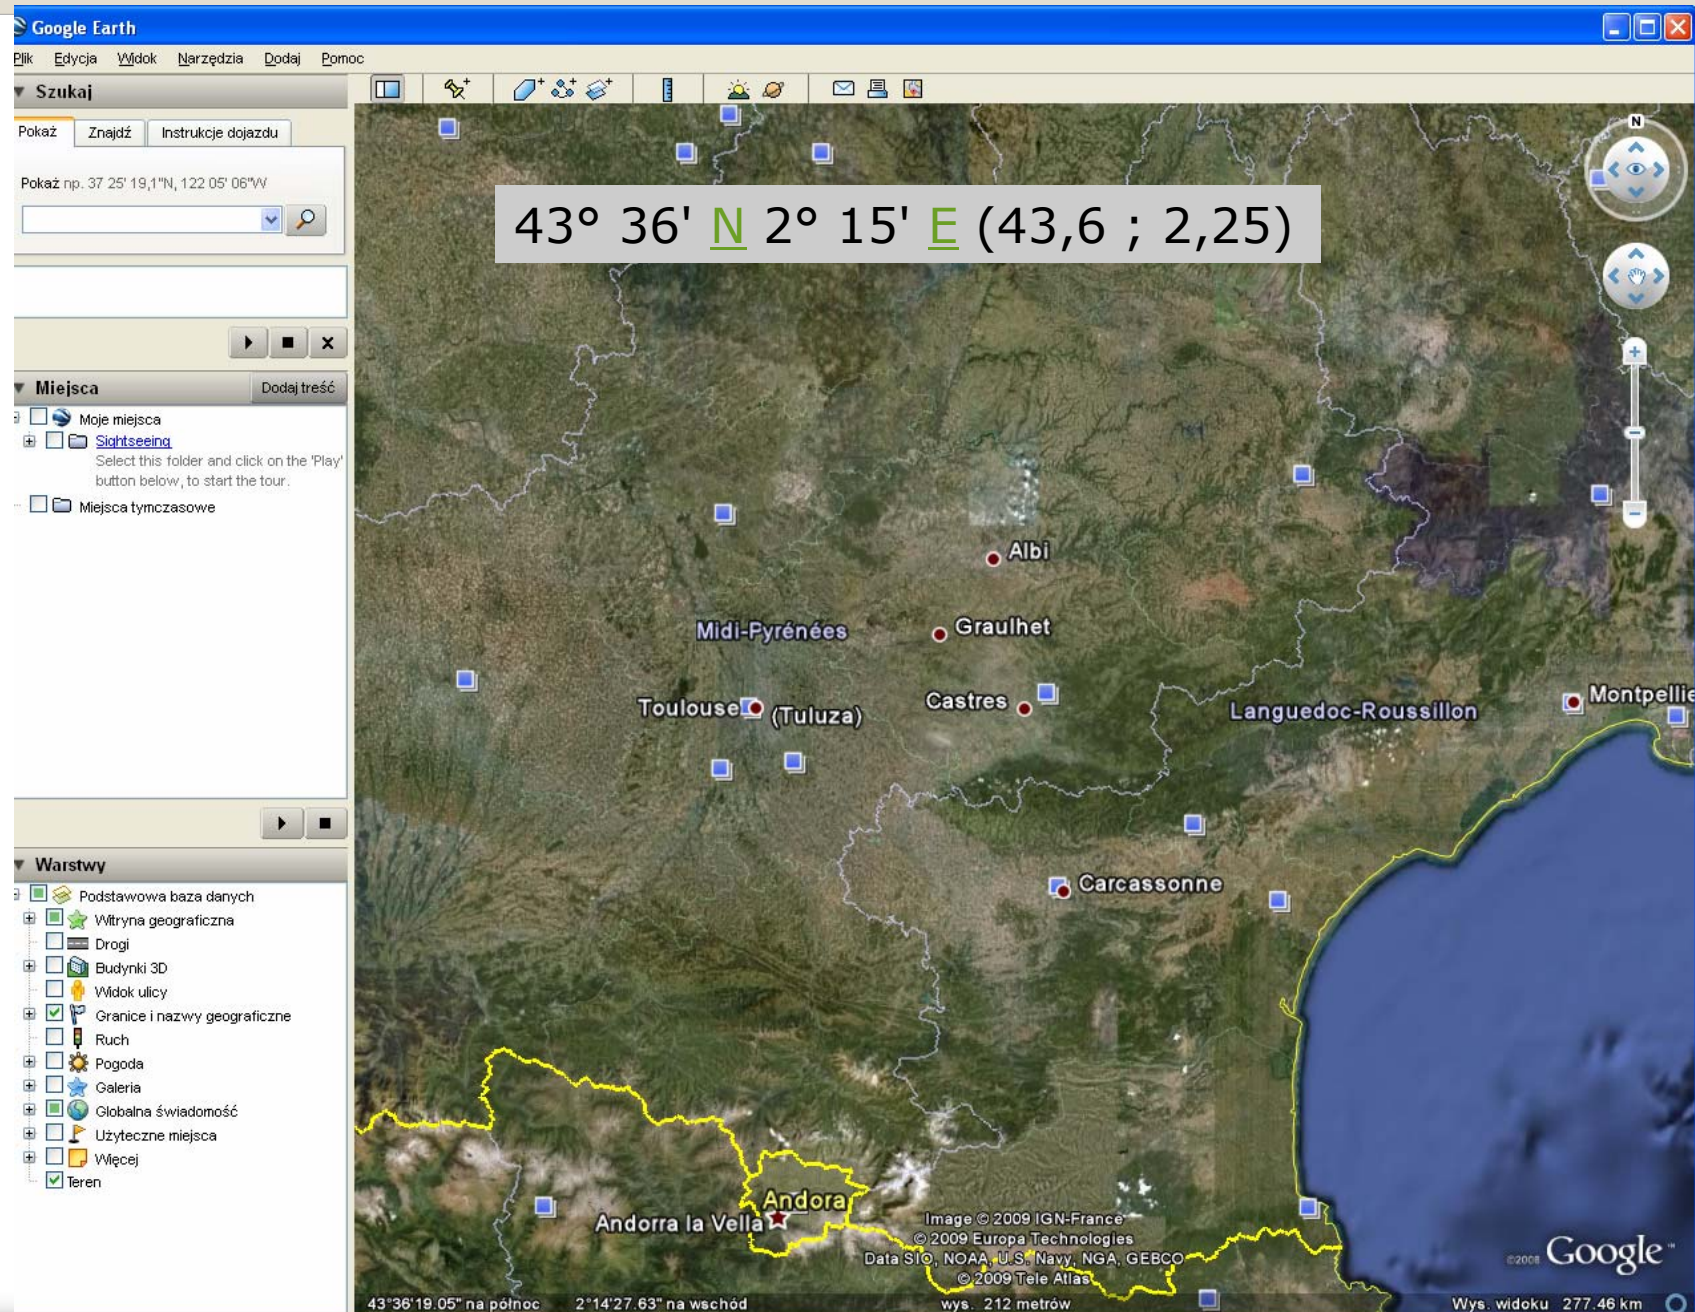 Google Earth
Plik Edycja Widok Narzędzia Dodaj Pomoc
Szukaj
Pokaż Znajdź Instrukcje dojazdu
Pokaż np. 37 25' 19,1"N, 122 05' 06"W
Miejsca Dodaj treść
Moje miejsca
Sightseeing
Select this folder and click on the 'Play'
button below, to start the tour.
Miejsca tymczasowe
Warstwy
Podstawowa baza danych
Witryna geograficzna
Drogi
Budynki 3D
Widok ulicy
Granice i nazwy geograficzne
Ruch
Pogoda
Galeria
Globalna świadomość
Użyteczne miejsca
Więcej
Teren
N
43° 36' N 2° 15' E (43,6 ; 2,25)
Albi
Graulhet
Midi-Pyrénées
Castres
Montpellie
Toulouse (Tuluza)
Languedoc-Roussillon
Carcassonne
Andora
Andorra la Vella
Image © 2009 IGN-France
© 2009 Europa Technologies
Data SIO, NOAA, U.S. Navy, NGA, GEBCO
© 2009 Tele Atlas
©2008 Google™
43°36'19.05" na północ 2°14'27.63" na wschód wys. 212 metrów Wys. widoku 277.46 km